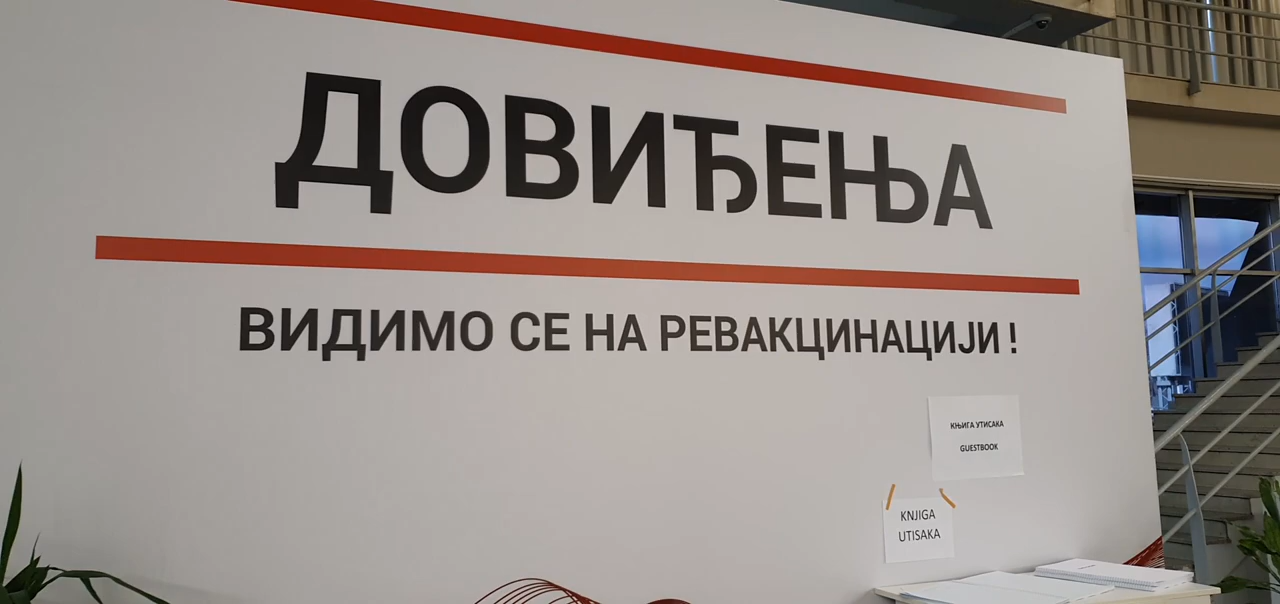 ДОВИЂЕЊА
ВИДИМО СЕ НА РЕВАКЦИНАЦИЈИ !
КЊИГА УТИСАКА
GUESTBOOK
KNJIGA
UTISAKA